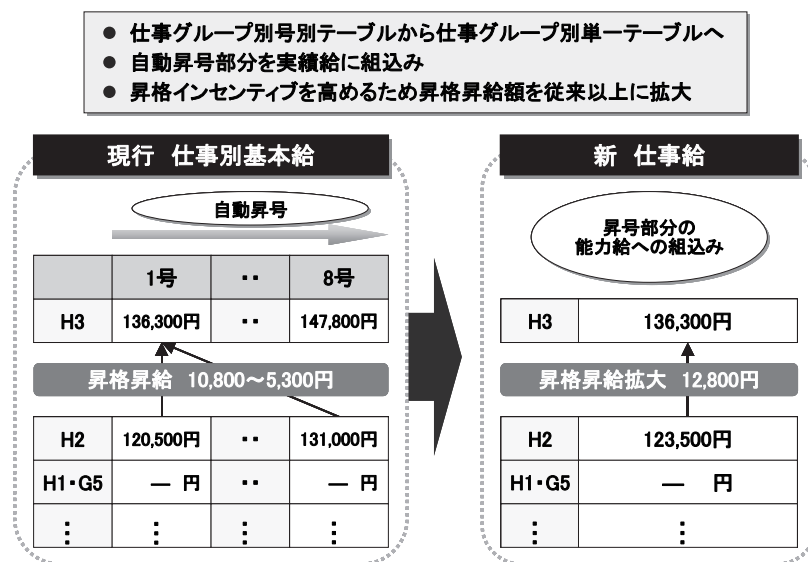 ● 仕事グループ別号別テーブルから仕事グループ別単一テーブルへ
● 自動昇号部分を実績給に組込み
● 昇格インセンティブを高めるため昇格昇給額を従来以上に拡大
現行 仕事別基本給
自動昇号
1号 ‥ 8号
H3 136,300円 ‥ 147,800円
昇格昇給 10,800～5,300円
H2 120,500円 ‥ 131,000円
H1・G5 ― 円 ‥ ― 円
⋮ ⋮ ⋮ ⋮
新 仕事給
昇号部分の
能力給への組込み
H3 136,300円
昇格昇給拡大 12,800円
H2 123,500円
H1・G5 ― 円
⋮ ⋮